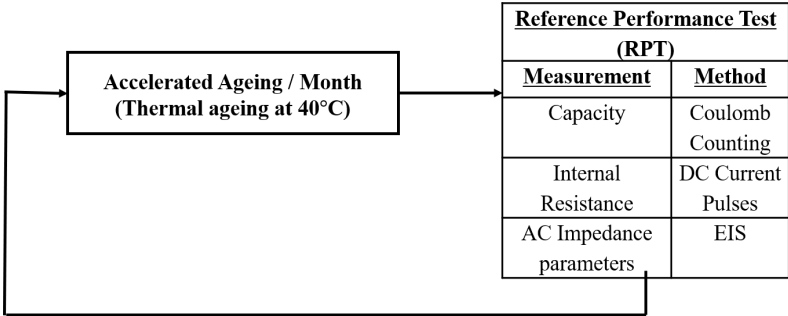 Accelerated Ageing / Month
(Thermal ageing at 40°C)
Reference Performance Test
(RPT)
Measurement Method
Capacity Coulomb
Counting
Internal DC Current
Resistance Pulses
AC Impedance EIS
parameters